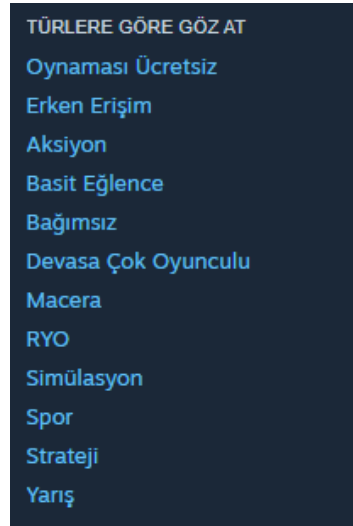 TÜRLERE GÖRE GÖZ AT
Oynaması Ücretsiz
Erken Erişim
Aksiyon
Basit Eğlence
Bağımsız
Devasa Çok Oyunculu
Macera
RYO
Simülasyon
Spor
Strateji
Yarış